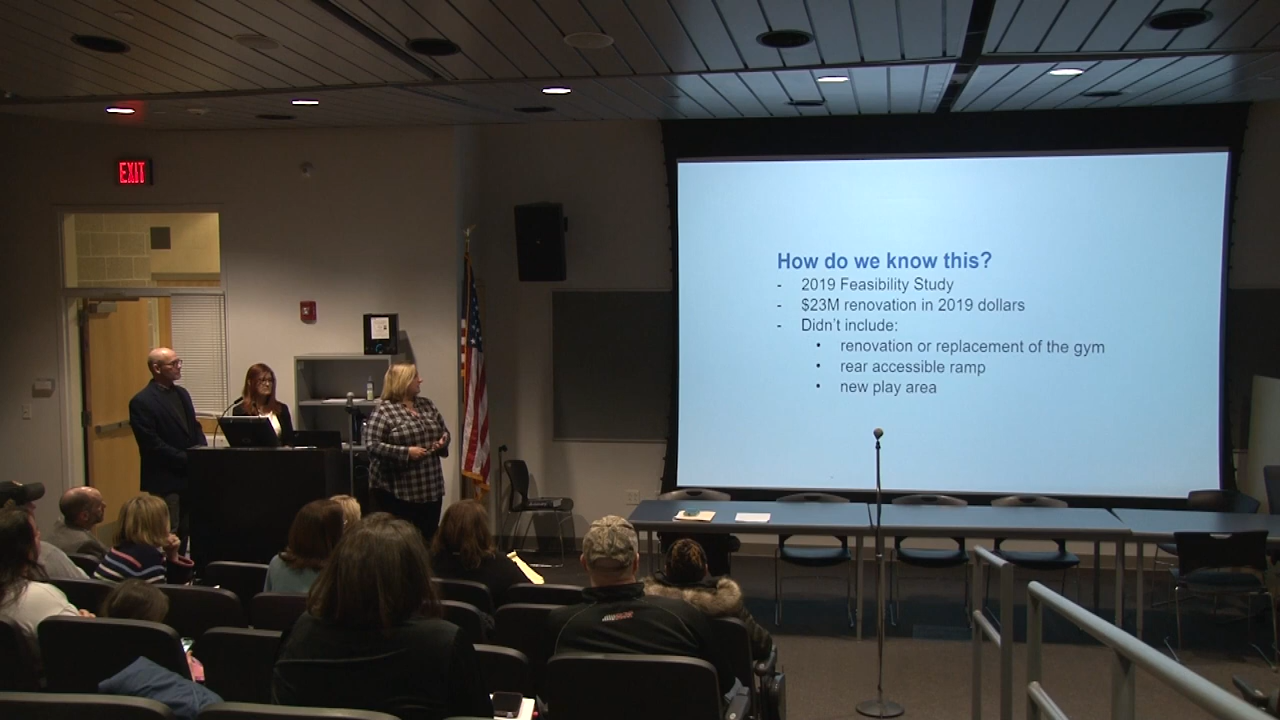 EXIT
How do we know this?
- 2019 Feasibility Study
- $23M renovation in 2019 dollars
- Didn't include:
• renovation or replacement of the gym
• rear accessible ramp
• new play area